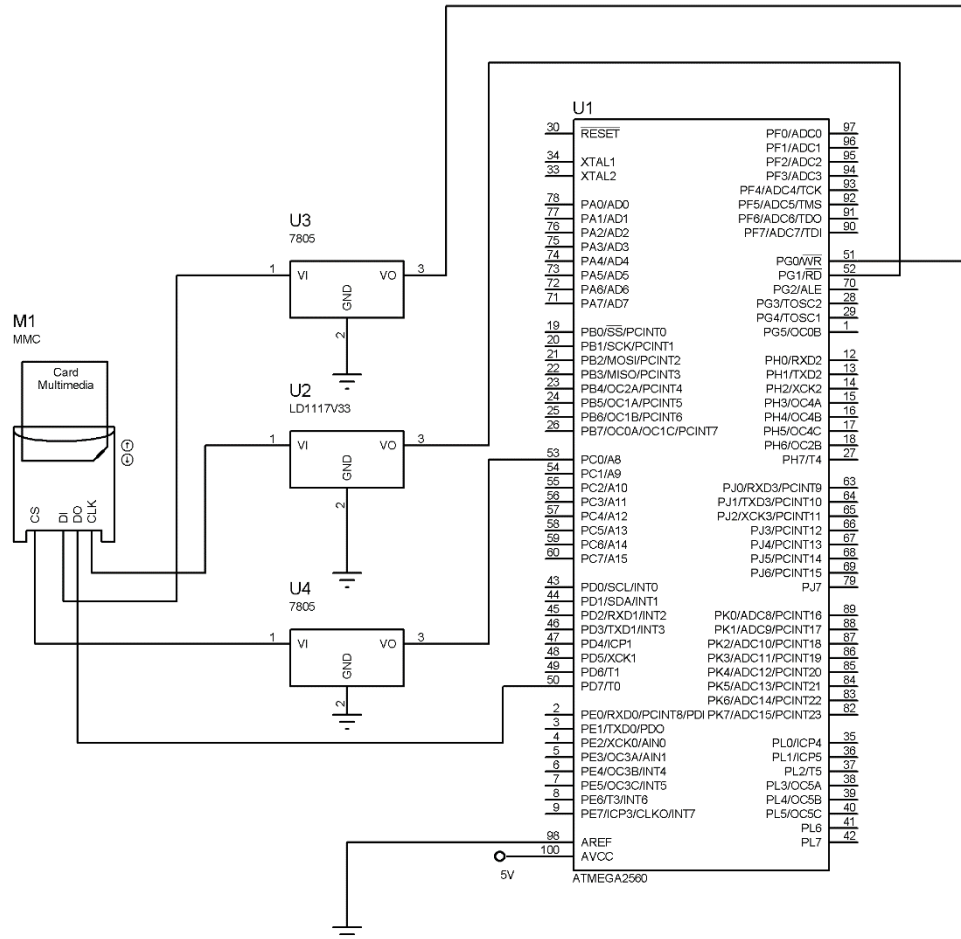 U1
30 RESET PF0/ADC0 97
PF1/ADC1 96
34 XTAL1 PF2/ADC2 95
33 XTAL2 PF3/ADC3 94
PF4/ADC4/TCK 93
78 PA0/AD0 PF5/ADC5/TMS 92
77 PA1/AD1 PF6/ADC6/TDO 91
76 PA2/AD2 PF7/ADC7/TDI 90
75 PA3/AD3
74 PA4/AD4 PG0/WR 51
73 PA5/AD5 PG1/RD 52
72 PA6/AD6 PG2/ALE 70
71 PA7/AD7 PG3/TOSC2 28
PG4/TOSC1 29
19 PB0/SS/PCINT0 PG5/OC0B 1
20 PB1/SCK/PCINT1
21 PB2/MOSI/PCINT2 PH0/RXD2 12
22 PB3/MISO/PCINT3 PH1/TXD2 13
23 PB4/OC2A/PCINT4 PH2/XCK2 14
24 PB5/OC1A/PCINT5 PH3/OC4A 15
25 PB6/OC1B/PCINT6 PH4/OC4B 16
26 PB7/OC0A/OC1C/PCINT7 PH5/OC4C 17
PH6/OC2B 18
53 PC0/A8 PH7/T4 27
54 PC1/A9
55 PC2/A10 PJ0/RXD3/PCINT9 63
56 PC3/A11 PJ1/TXD3/PCINT10 64
57 PC4/A12 PJ2/XCK3/PCINT11 65
58 PC5/A13 PJ3/PCINT12 66
59 PC6/A14 PJ4/PCINT13 67
60 PC7/A15 PJ5/PCINT14 68
PJ6/PCINT15 69
43 PD0/SCL/INT0 PJ7 79
44 PD1/SDA/INT1
45 PD2/RXD1/INT2 PK0/ADC8/PCINT16 89
46 PD3/TXD1/INT3 PK1/ADC9/PCINT17 88
47 PD4/ICP1 PK2/ADC10/PCINT18 87
48 PD5/XCK1 PK3/ADC11/PCINT19 86
49 PD6/T1 PK4/ADC12/PCINT20 85
50 PD7/T0 PK5/ADC13/PCINT21 84
PK6/ADC14/PCINT22 83
2 PE0/RXD0/PCINT8/PDI PK7/ADC15/PCINT23 82
3 PE1/TXD0/PDO
4 PE2/XCK0/AIN0 PL0/ICP4 35
5 PE3/OC3A/AIN1 PL1/ICP5 36
6 PE4/OC3B/INT4 PL2/T5 37
7 PE5/OC3C/INT5 PL3/OC5A 38
8 PE6/T3/INT6 PL4/OC5B 39
9 PE7/ICP3/CLKO/INT7 PL5/OC5C 40
PL6 41
98 AREF PL7 42
100 AVCC
5V
ATMEGA2560
U3
7805
1 VI VO 3
GND
2
M1
MMC
Card
Multimedia
CS DI DO CLK
U2
LD1117V33
1 VI VO 3
GND
2
U4
7805
1 VI VO 3
GND
2